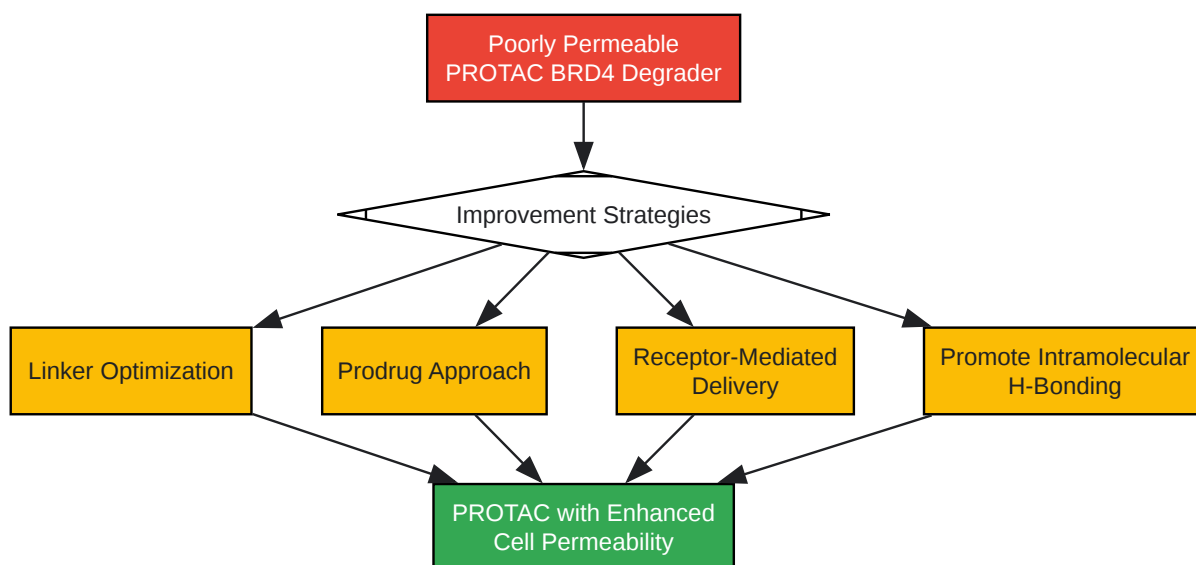 Poorly Permeable
PROTAC BRD4 Degrader
Improvement Strategies
Linker Optimization
Prodrug Approach
Receptor-Mediated
Delivery
Promote Intramolecular
H-Bonding
PROTAC with Enhanced
Cell Permeability